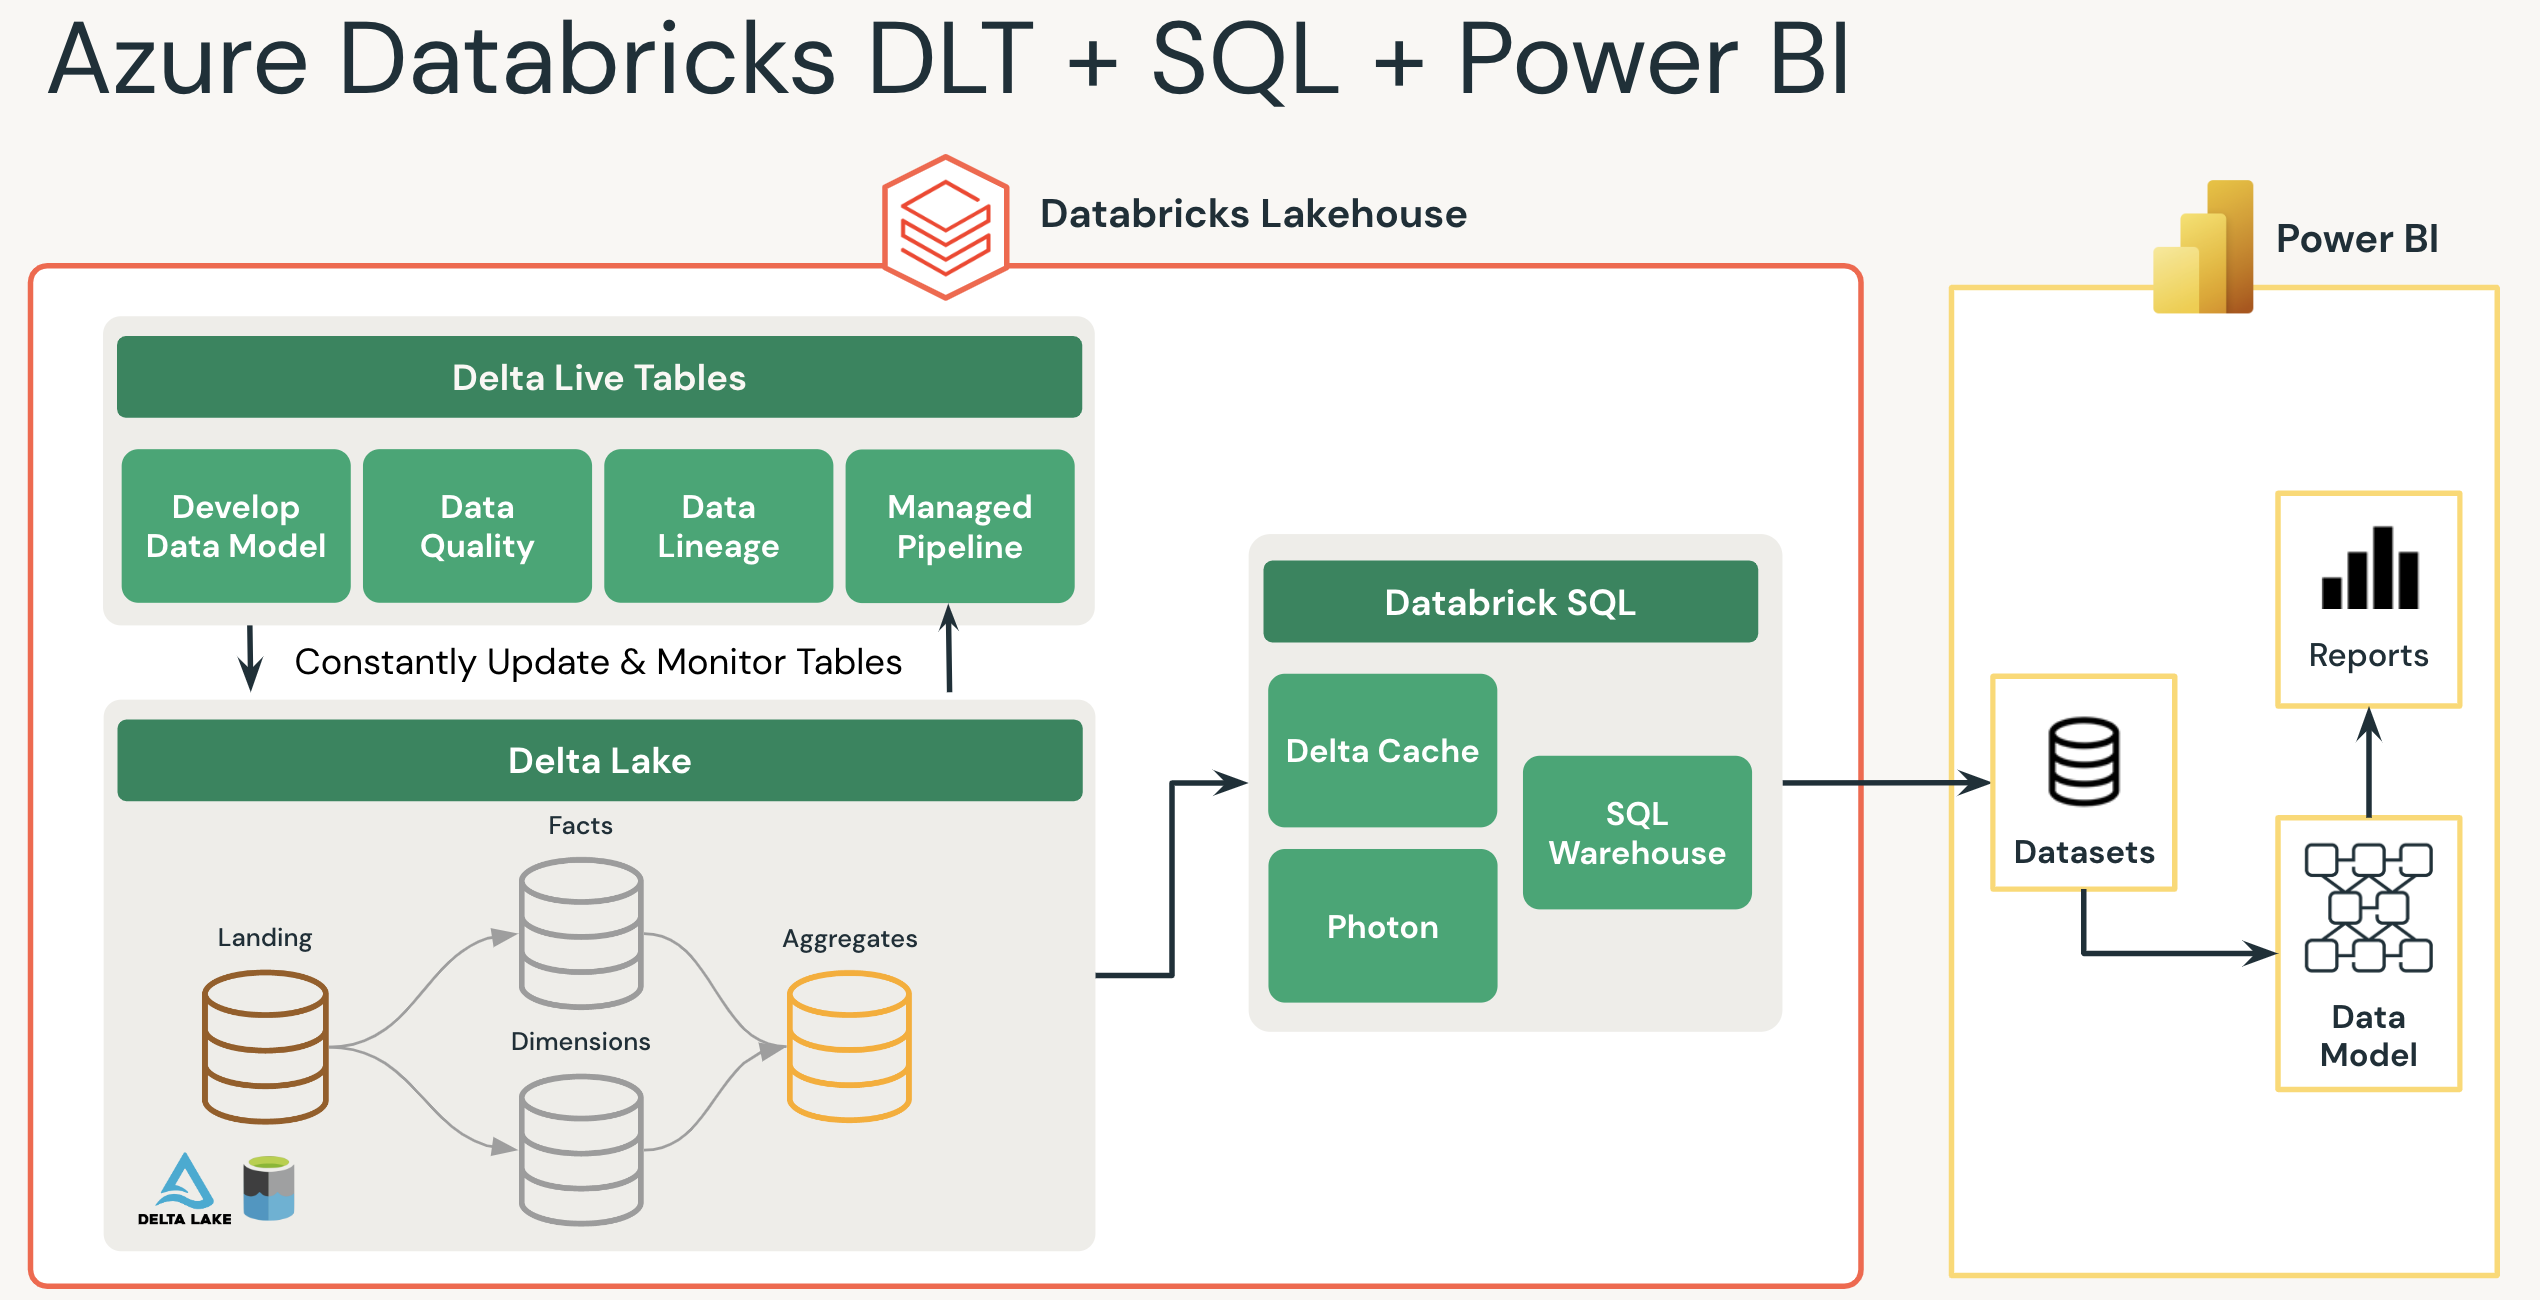 Azure Databricks DLT + SQL + Power BI
Databricks Lakehouse
Power BI
Delta Live Tables
Develop
Data Model
Data
Quality
Data
Lineage
Managed
Pipeline
Constantly Update & Monitor Tables
Delta Lake
Facts
Landing
Aggregates
Dimensions
DELTA LAKE
Databrick SQL
Delta Cache
SQL
Warehouse
Photon
Datasets
Reports
Data
Model